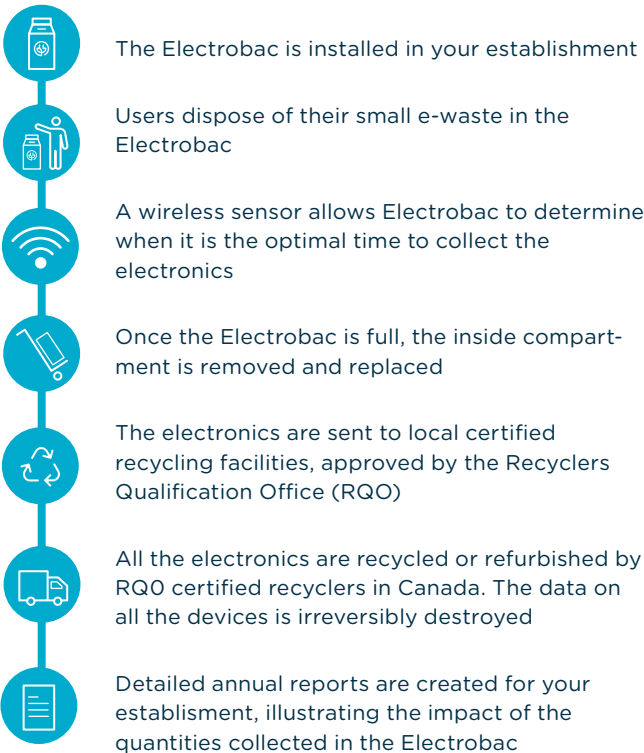 The Electrobac is installed in your establishment
Users dispose of their small e-waste in the
Electrobac
A wireless sensor allows Electrobac to determine
when it is the optimal time to collect the
electronics
Once the Electrobac is full, the inside compart-
ment is removed and replaced
The electronics are sent to local certified
recycling facilities, approved by the Recyclers
Qualification Office (RQO)
All the electronics are recycled or refurbished by
RQ0 certified recyclers in Canada. The data on
all the devices is irreversibly destroyed
Detailed annual reports are created for your
establisment, illustrating the impact of the
quantities collected in the Electrobac